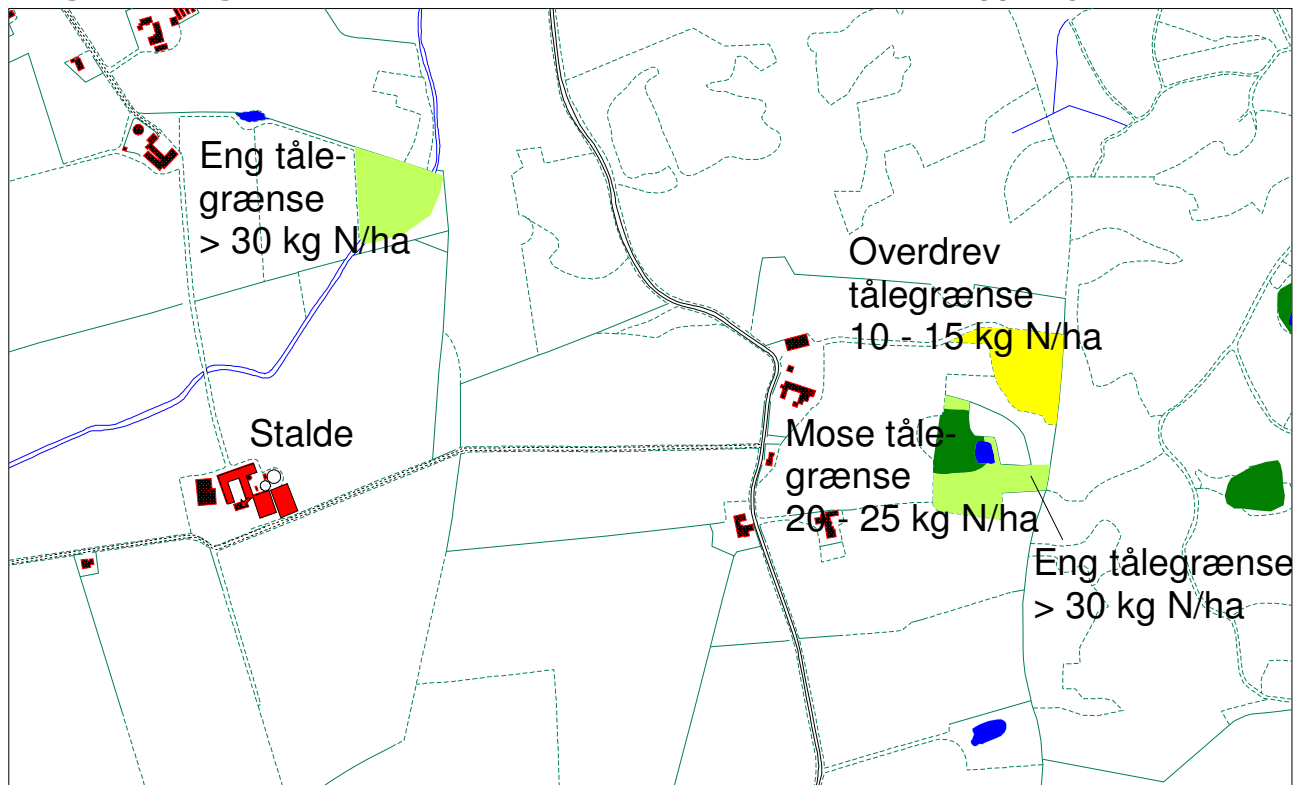 Eng tåle-
grænse
> 30 kg N/ha
Overdrev
tålegrænse
10 - 15 kg N/ha
Stalde
Mose tåle-
grænse
20 - 25 kg N/ha
Eng tålegrænse
> 30 kg N/ha